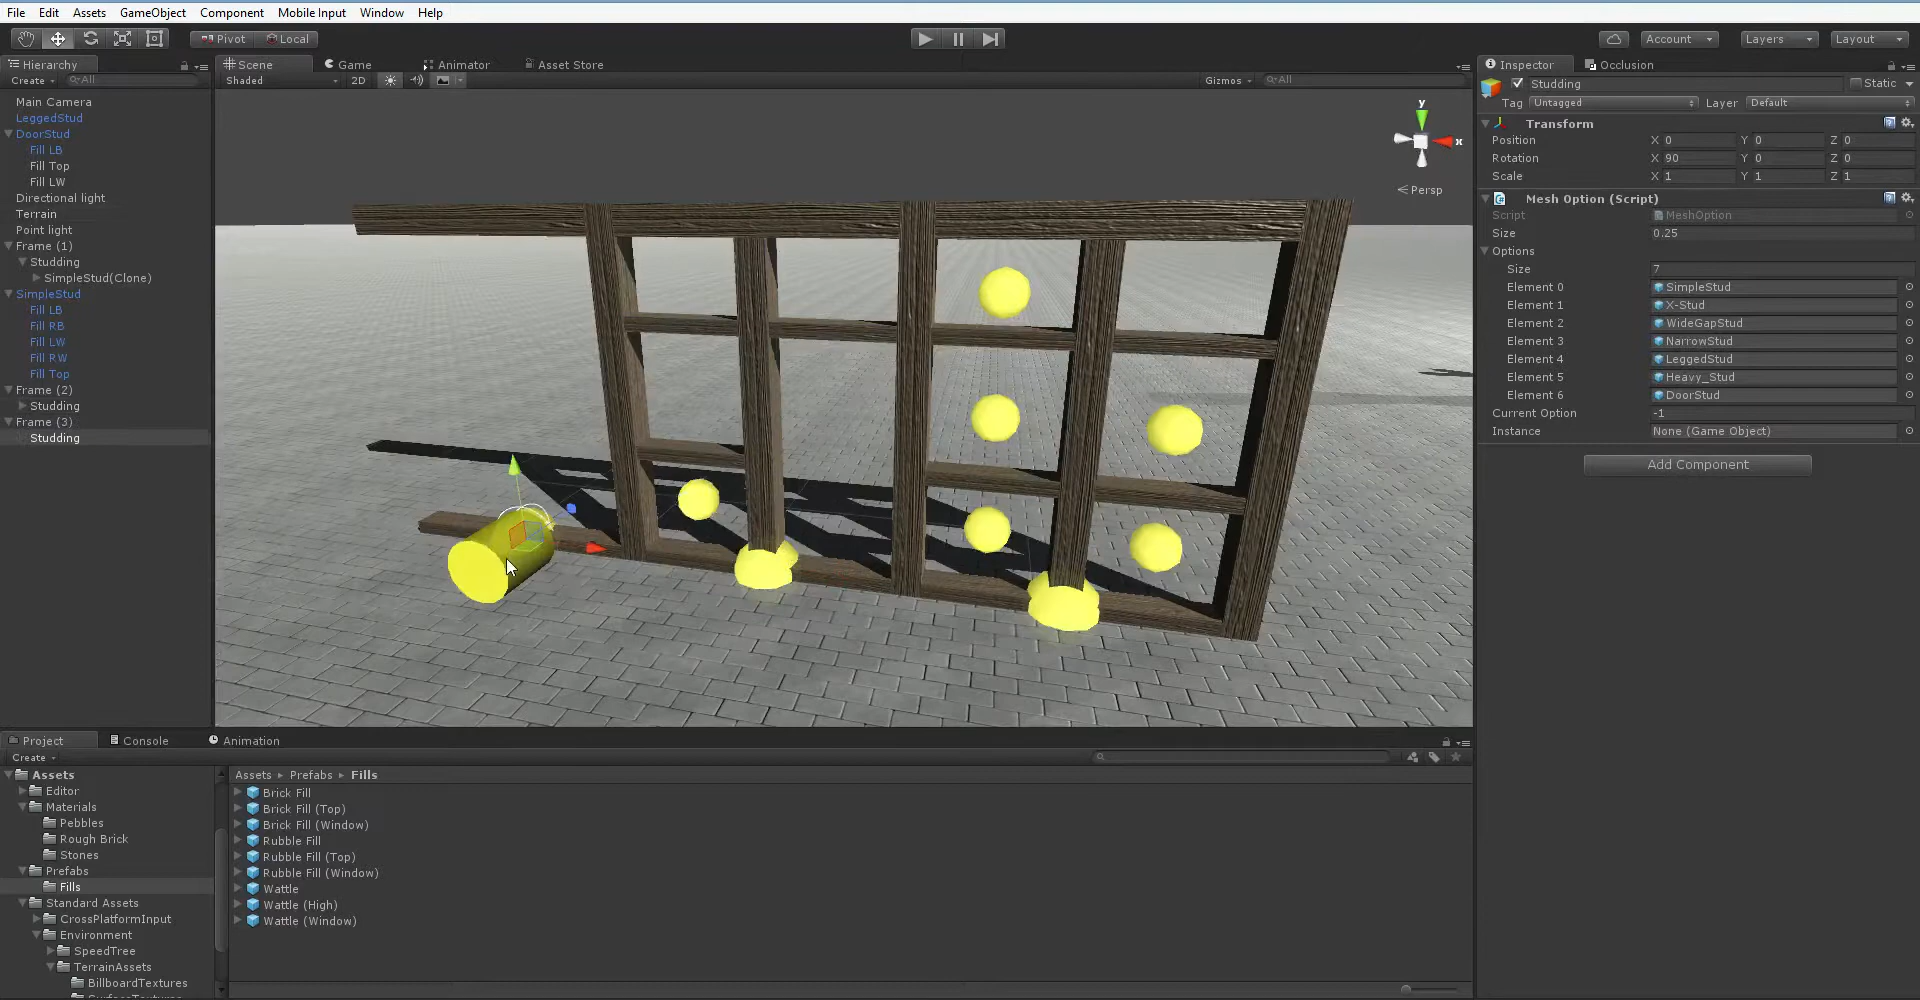 File Edit Assets GameObject Component Mobile Input Window Help
Pivot Local Account Layers Layout
Hierarchy
Create All
Main Camera
LeggedStud
DoorStud
Fill LB
Fill Top
Fill LW
Directional light
Terrain
Point light
Frame (1)
Studding
SimpleStud(Clone)
SimpleStud
Fill LB
Fill RB
Fill LW
Fill RW
Fill Top
Frame (2)
Studding
Frame (3)
Studding
Scene Game Animator Asset Store
Shaded 2D Gizmos All
y
x
Persp
Inspector Occlusion
Studding Static
Tag Untagged Layer Default
Transform
Position X 0 Y 0 Z 0
Rotation X 90 Y 0 Z 0
Scale X 1 Y 1 Z 1
Mesh Option (Script)
Script MeshOption
Size 0.25
Options
Size 7
Element 0 SimpleStud
Element 1 X-Stud
Element 2 WideGapStud
Element 3 NarrowStud
Element 4 LeggedStud
Element 5 Heavy_Stud
Element 6 DoorStud
Current Option -1
Instance None (Game Object)
Add Component
Project Console Animation
Create
Assets
Editor
Materials
Pebbles
Rough Brick
Stones
Prefabs
Fills
Standard Assets
CrossPlatformInput
Environment
SpeedTree
TerrainAssets
BillboardTextures
Assets Prefabs Fills
Brick Fill
Brick Fill (Top)
Brick Fill (Window)
Rubble Fill
Rubble Fill (Top)
Rubble Fill (Window)
Wattle
Wattle (High)
Wattle (Window)